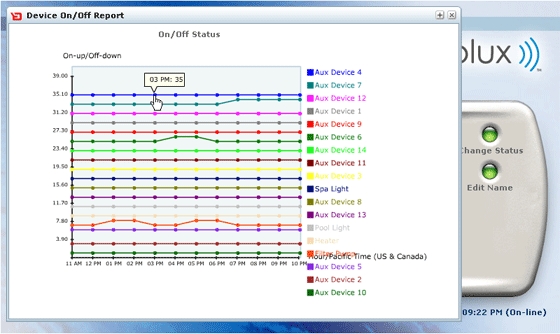 Device On/Off Report
On/Off Status
On-up/Off-down
39.00
35.10
31.20
27.30
23.40
19.50
15.60
11.70
7.80
3.90
11 AM 12 PM 01 PM 02 PM 03 PM 04 PM 05 PM 06 PM 07 PM 08 PM 09 PM 10 PM
03 PM: 35
Aux Device 4
Aux Device 7
Aux Device 12
Aux Device 1
Aux Device 9
Aux Device 6
Aux Device 14
Aux Device 11
Aux Device 3
Spa Light
Aux Device 8
Aux Device 13
Pool Light
Heater
Filter Pump
Hour/Pacific Time (US & Canada)
Aux Device 5
Aux Device 2
Aux Device 10
lux
Change Status
Edit Name
09:22 PM (On-line)